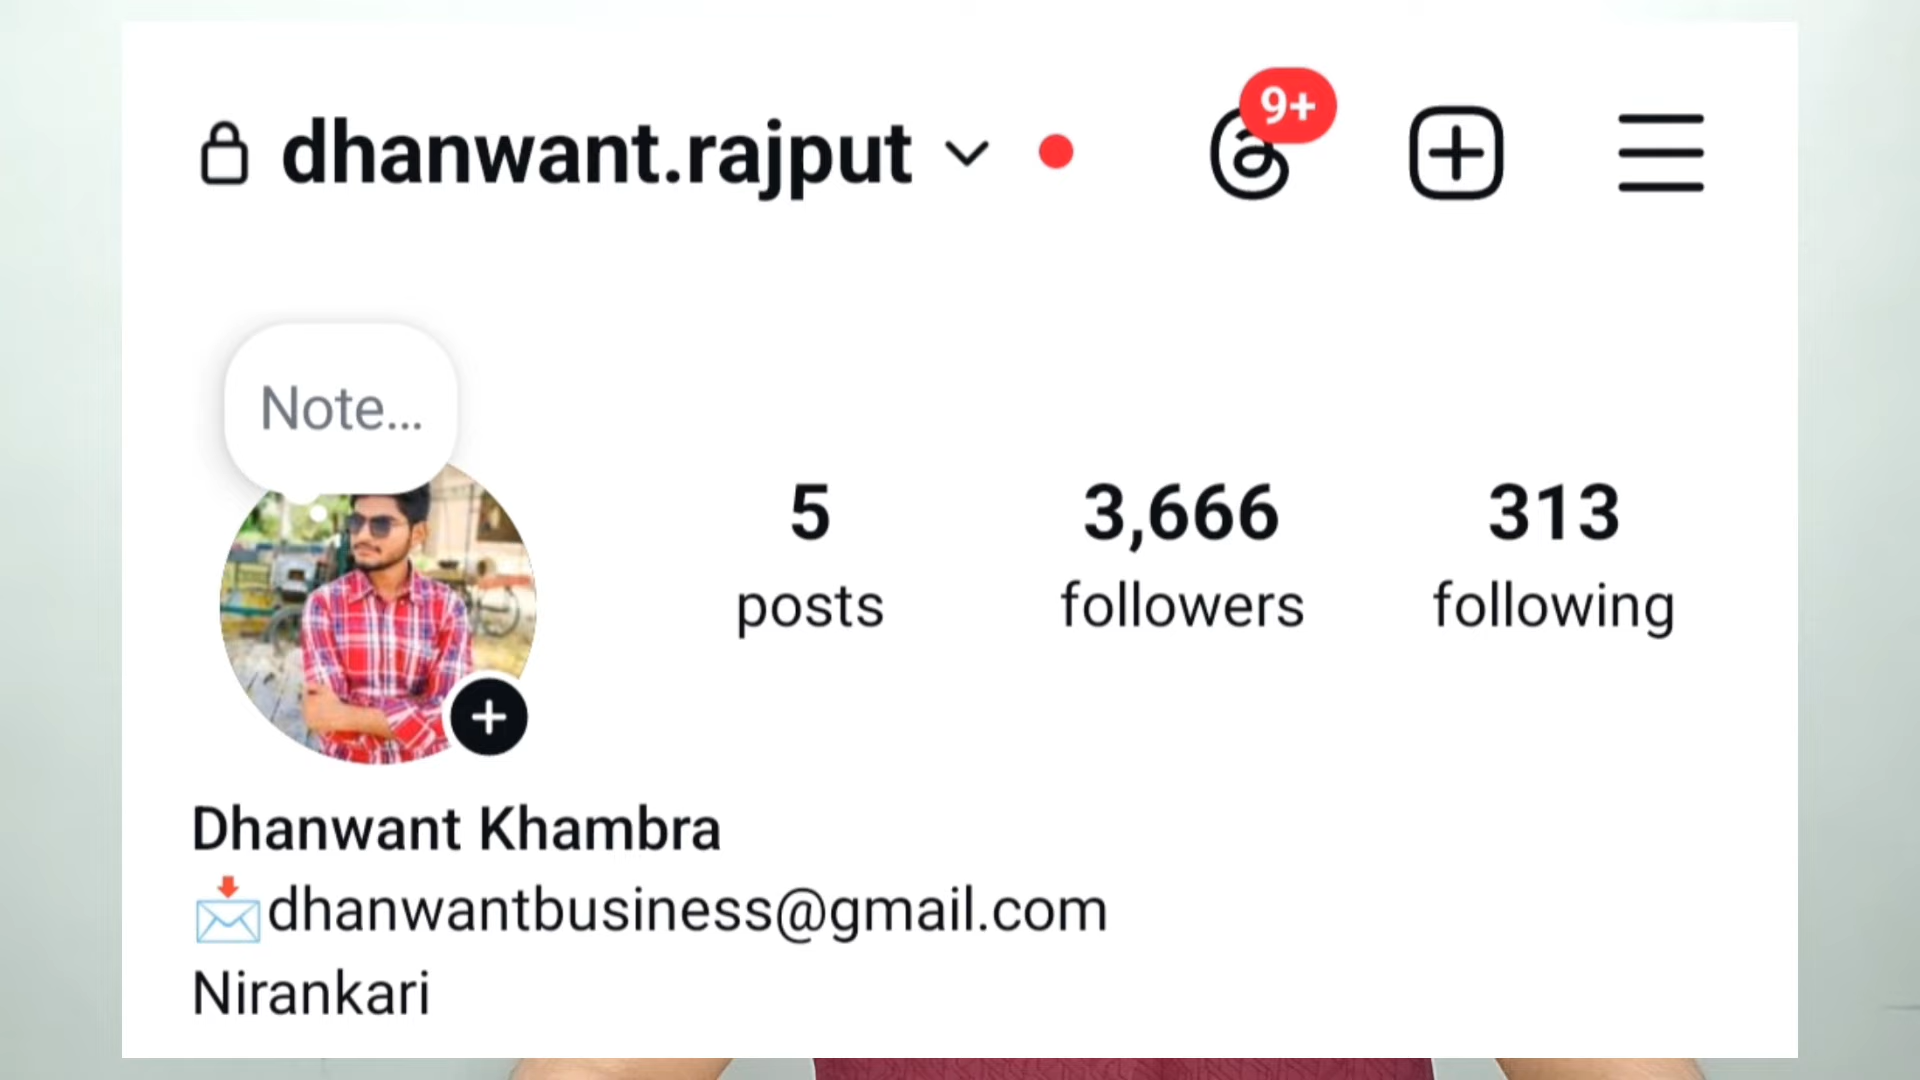 dhanwant.rajput
9+
Note...
5 3,666 313
posts followers following
Dhanwant Khambra
📩dhanwantbusiness@gmail.com
Nirankari